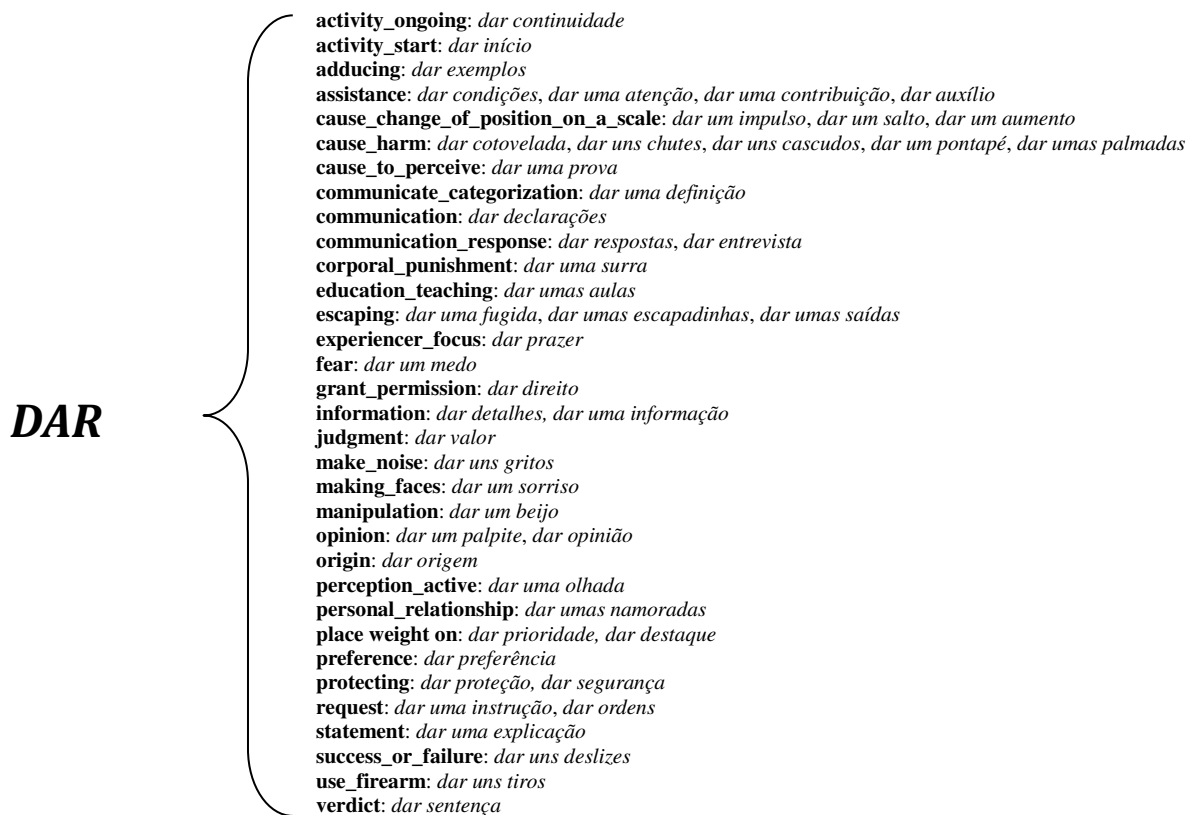 activity_ongoing: dar continuidade
activity_start: dar início
adducing: dar exemplos
assistance: dar condições, dar uma atenção, dar uma contribuição, dar auxílio
cause_change_of_position_on_a_scale: dar um impulso, dar um salto, dar um aumento
cause_harm: dar cotovelada, dar uns chutes, dar uns cascudos, dar um pontapé, dar umas palmadas
cause_to_perceive: dar uma prova
communicate_categorization: dar uma definição
communication: dar declarações
communication_response: dar respostas, dar entrevista
corporal_punishment: dar uma surra
education_teaching: dar umas aulas
escaping: dar uma fugida, dar umas escapadinhas, dar umas saídas
experiencer_focus: dar prazer
fear: dar um medo
grant_permission: dar direito
DAR
information: dar detalhes, dar uma informação
judgment: dar valor
make_noise: dar uns gritos
making_faces: dar um sorriso
manipulation: dar um beijo
opinion: dar um palpite, dar opinião
origin: dar origem
perception_active: dar uma olhada
personal_relationship: dar umas namoradas
place weight on: dar prioridade, dar destaque
preference: dar preferência
protecting: dar proteção, dar segurança
request: dar uma instrução, dar ordens
statement: dar uma explicação
success_or_failure: dar uns deslizes
use_firearm: dar uns tiros
verdict: dar sentença